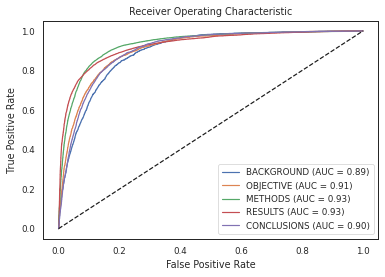 Receiver Operating Characteristic
True Positive Rate
1.0
0.8
0.6
0.4
0.2
0.0
BACKGROUND (AUC = 0.89)
OBJECTIVE (AUC = 0.91)
METHODS (AUC = 0.93)
RESULTS (AUC = 0.93)
CONCLUSIONS (AUC = 0.90)
0.0 0.2 0.4 0.6 0.8 1.0
False Positive Rate